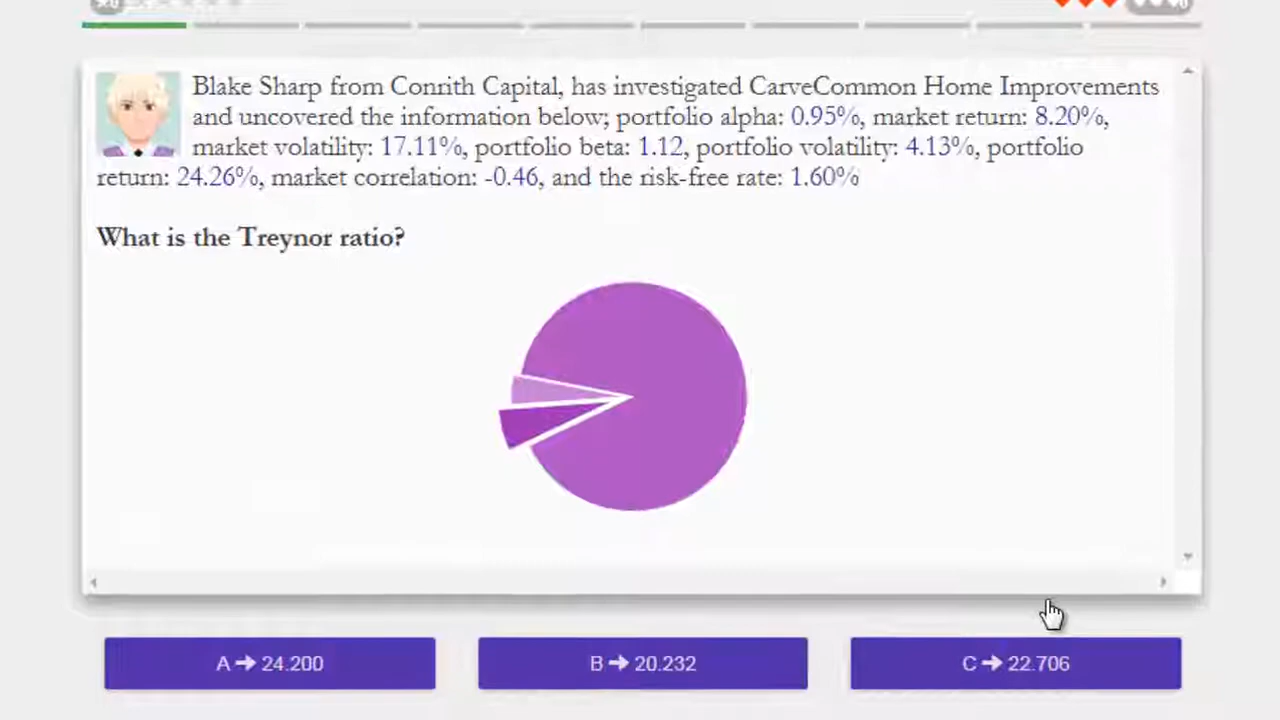 Blake Sharp from Conrith Capital, has investigated CarveCommon Home Improvements
and uncovered the information below; portfolio alpha: 0.95%, market return: 8.20%,
market volatility: 17.11%, portfolio beta: 1.12, portfolio volatility: 4.13%, portfolio
return: 24.26%, market correlation: -0.46, and the risk-free rate: 1.60%
What is the Treynor ratio?
A ➔ 24.200
B ➔ 20.232
C ➔ 22.706